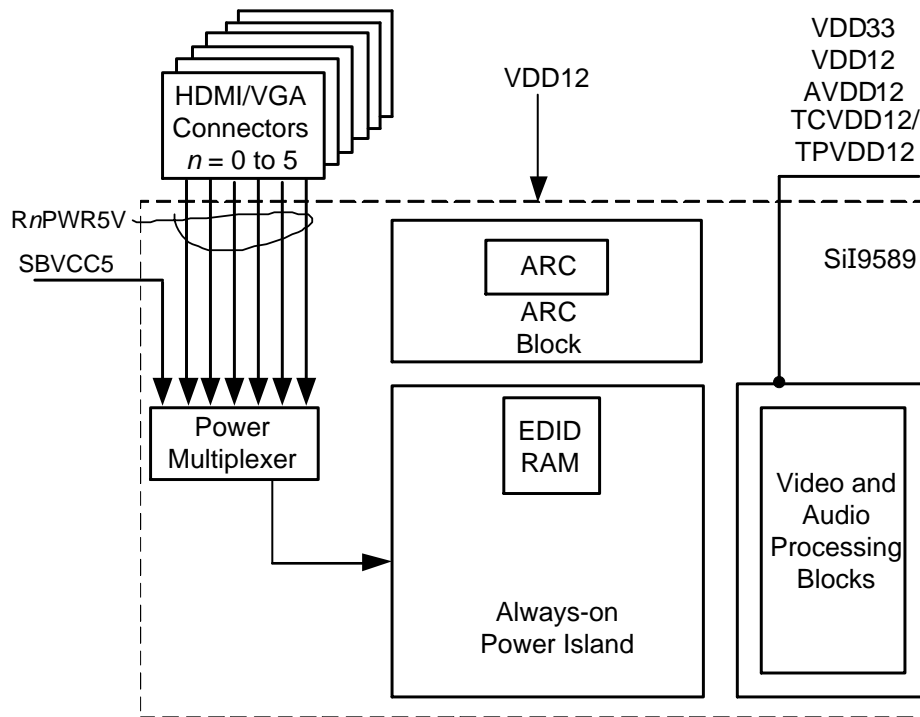 HDMI/VGA
Connectors
n = 0 to 5
VDD12
VDD33
VDD12
AVDD12
TCVDD12/
TPVDD12
RnPWR5V
SBVCC5
SiI9589
ARC
ARC
Block
Power
Multiplexer
EDID
RAM
Always-on
Power Island
Video and
Audio
Processing
Blocks